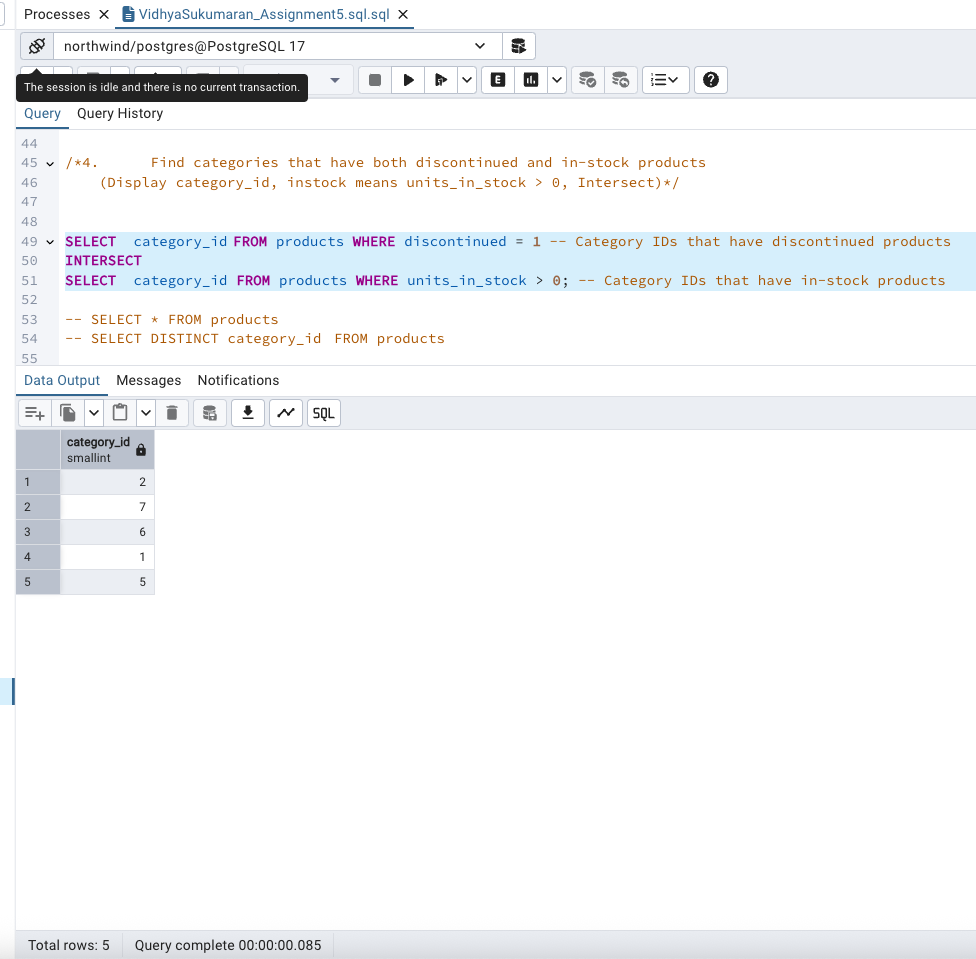 Processes
VidhyaSukumaran_Assignment5.sql.sql
northwind/postgres@PostgreSQL 17
The session is idle and there is no current transaction.
E
Query Query History
44
45 /*4. Find categories that have both discontinued and in-stock products
46 (Display category_id, instock means units_in_stock > 0, Intersect)*/
47
48
49 SELECT category_id FROM products WHERE discontinued = 1 -- Category IDs that have discontinued products
50 INTERSECT
51 SELECT category_id FROM products WHERE units_in_stock > 0; -- Category IDs that have in-stock products
52
53 -- SELECT * FROM products
54 -- SELECT DISTINCT category_id FROM products
55
Data Output Messages Notifications
SQL
category_id
smallint
1 2
2 7
3 6
4 1
5 5
Total rows: 5 Query complete 00:00:00.085